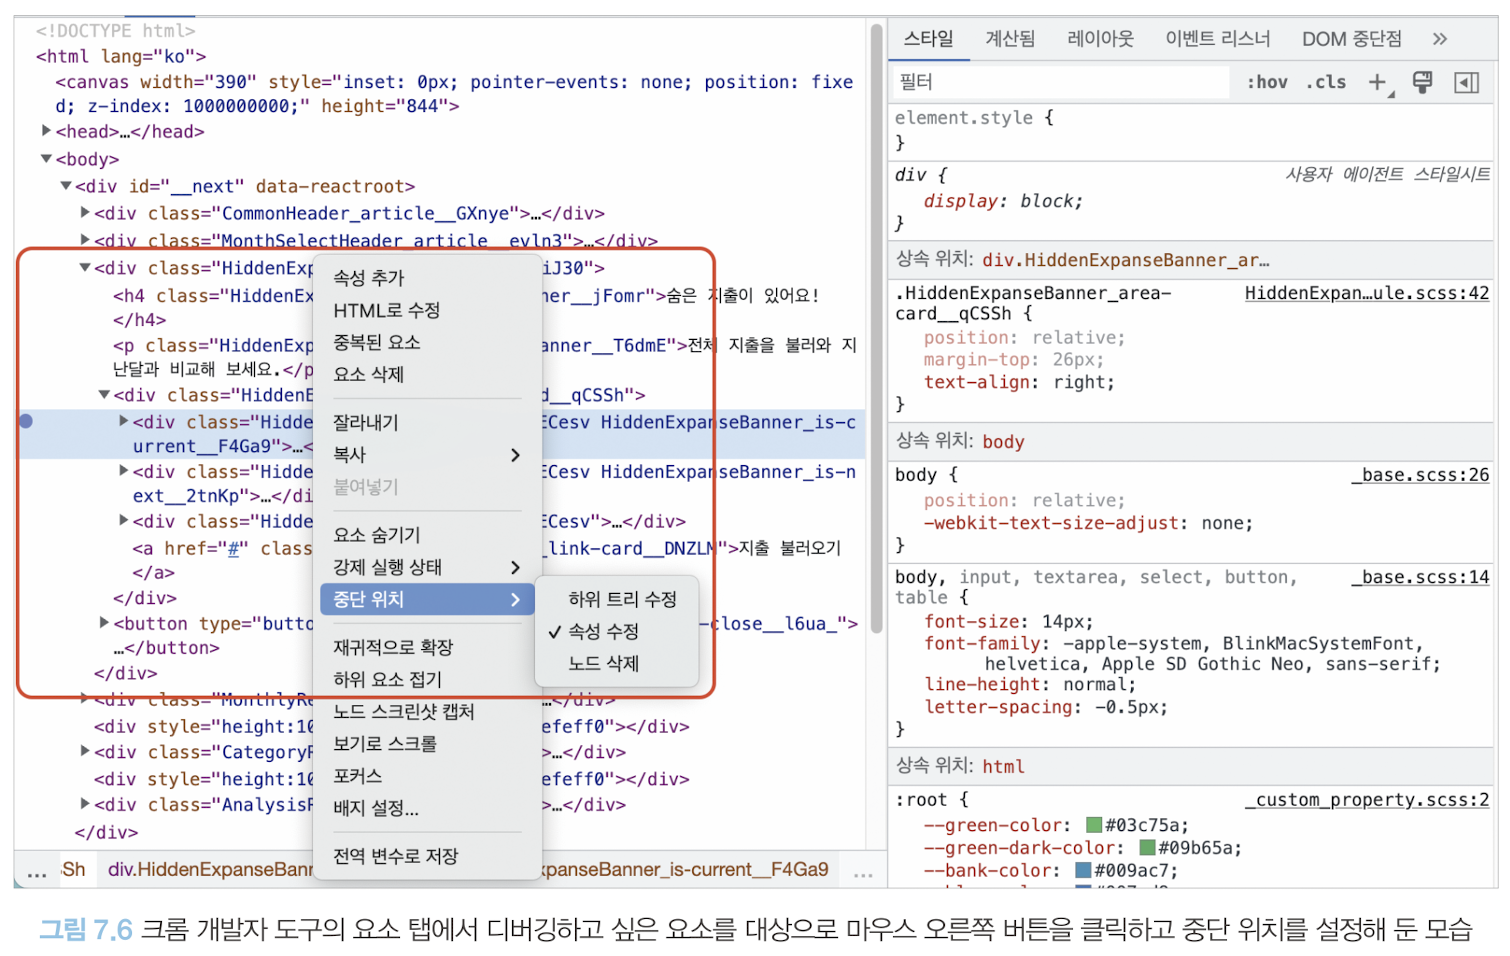 <!DOCTYPE html>
<html lang="ko">
<canvas width="390" style="inset: 0px; pointer-events: none; position: fixe
d; z-index: 1000000000;" height="844">
▶<head>…</head>
▼<body>
▼<div id="__next" data-reactroot>
▶<div class="CommonHeader_article__GXnye">…</div>
▶<div class="MonthSelectHeader_article__evln3">…</div>
▼<div class="HiddenExp iJ30">
<h4 class="HiddenEx ner__jFomr">숨은 지출이 있어요!
</h4>
<p class="HiddenExp anner__T6dmE">전체 지출을 불러와 지
난달과 비교해 보세요.</p
▼<div class="HiddenE d__qCSSh">
▶<div class="Hidde ECesv HiddenExpanseBanner_is-c
urrent__F4Ga9">…<
▶<div class="Hidde ECesv HiddenExpanseBanner_is-n
ext__2tnKp">…</di
▶<div class="Hidde ECesv">…</div>
<a href="#" class _link-card__DNZLM">지출 불러오기
</a>
</div>
▶<button type="butto -close__l6ua_">
…</button>
</div>
▶<div class="MonthlyRe …</div>
<div style="height:10 efeff0"></div>
▶<div class="CategoryR >…</div>
<div style="height:10 efeff0"></div>
▶<div class="AnalysisR >…</div>
</div>
… Sh div.HiddenExpanseBanr xpanseBanner_is-current__F4Ga9 …
속성 추가
HTML로 수정
중복된 요소
요소 삭제
잘라내기
복사
붙여넣기
요소 숨기기
강제 실행 상태
중단 위치
재귀적으로 확장
하위 요소 접기
노드 스크린샷 캡처
보기로 스크롤
포커스
배지 설정...
전역 변수로 저장
하위 트리 수정
✓ 속성 수정
노드 삭제
스타일 계산됨 레이아웃 이벤트 리스너 DOM 중단점 »
필터 :hov .cls +
element.style {
}
div { 사용자 에이전트 스타일시트
display: block;
}
상속 위치: div.HiddenExpanseBanner_ar…
.HiddenExpanseBanner_area- HiddenExpan…ule.scss:42
card__qCSSh {
position: relative;
margin-top: 26px;
text-align: right;
}
상속 위치: body
body { _base.scss:26
position: relative;
-webkit-text-size-adjust: none;
}
body, input, textarea, select, button, _base.scss:14
table {
font-size: 14px;
font-family: -apple-system, BlinkMacSystemFont,
helvetica, Apple SD Gothic Neo, sans-serif;
line-height: normal;
letter-spacing: -0.5px;
}
상속 위치: html
:root { _custom_property.scss:2
--green-color: #03c75a;
--green-dark-color: #09b65a;
--bank-color: #009ac7;
그림 7.6 크롬 개발자 도구의 요소 탭에서 디버깅하고 싶은 요소를 대상으로 마우스 오른쪽 버튼을 클릭하고 중단 위치를 설정해 둔 모습